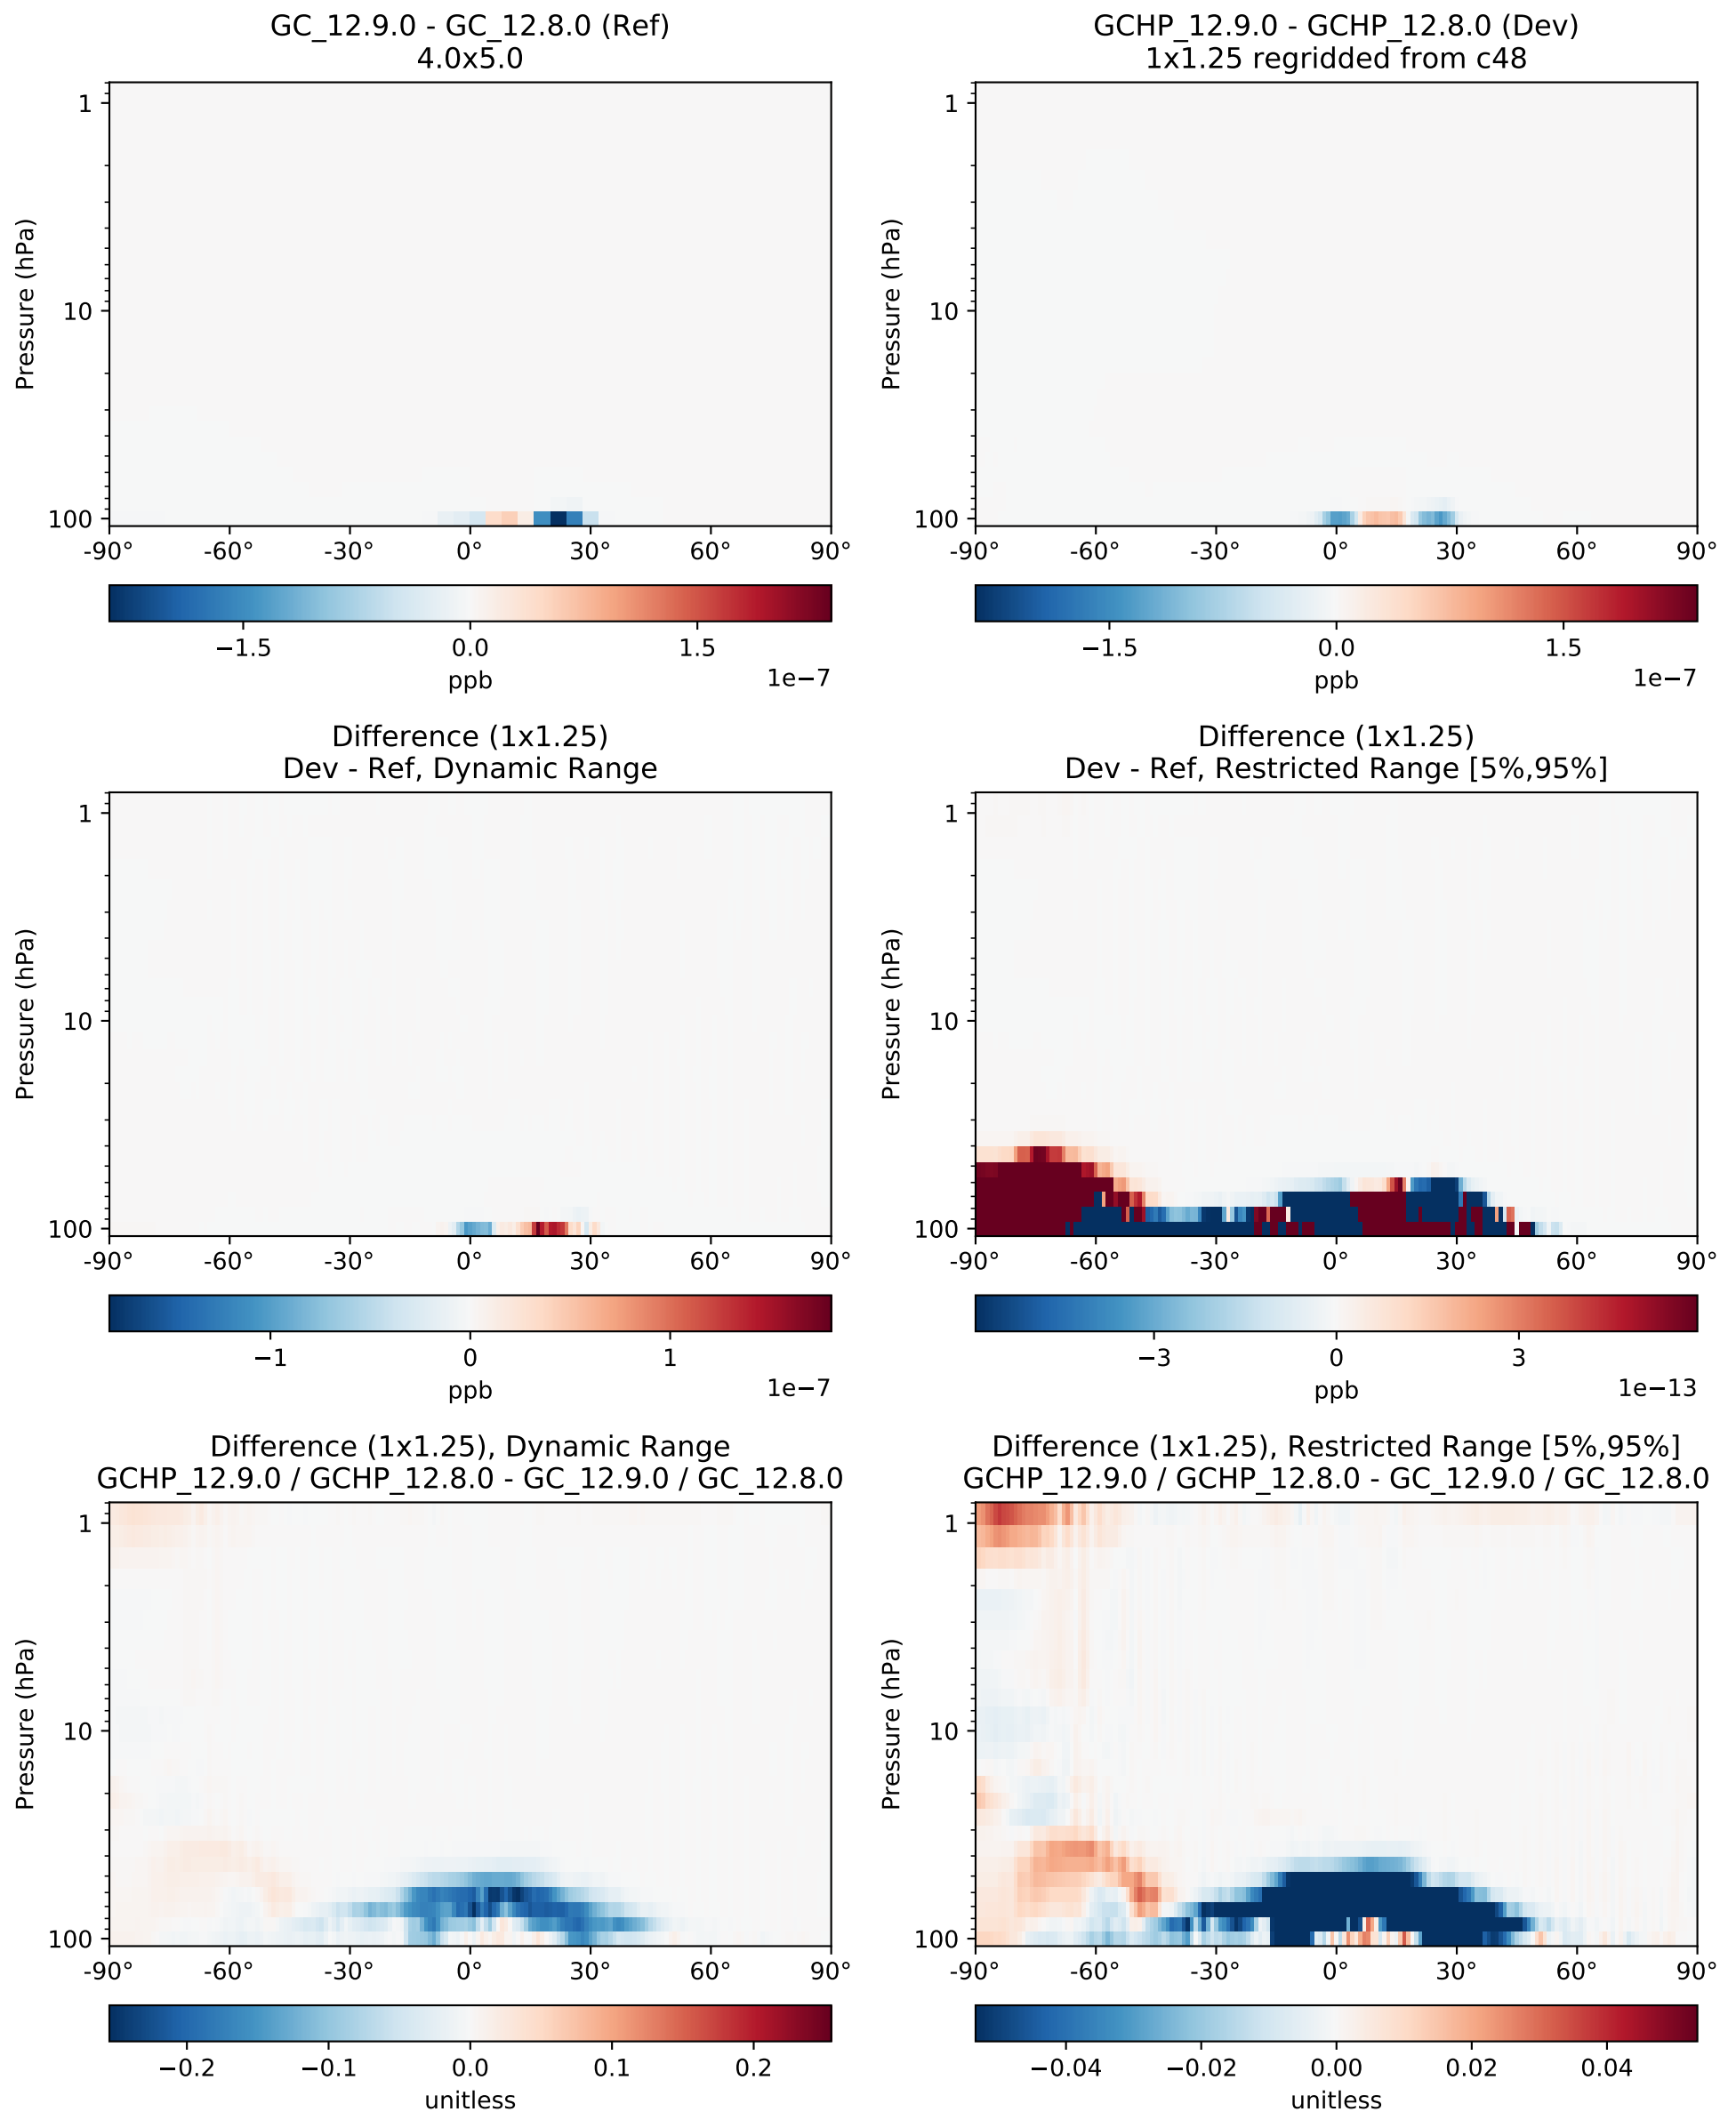 GC_12.9.0 - GC_12.8.0 (Ref)
4.0x5.0
GCHP_12.9.0 - GCHP_12.8.0 (Dev)
1x1.25 regridded from c48
Pressure (hPa)
1
10
100
-90° -60° -30° 0° 30° 60° 90°
−1.5 0.0 1.5
1e−7
ppb
Pressure (hPa)
1
10
100
-90° -60° -30° 0° 30° 60° 90°
−1.5 0.0 1.5
1e−7
ppb
Difference (1x1.25)
Dev - Ref, Dynamic Range
Difference (1x1.25)
Dev - Ref, Restricted Range [5%,95%]
Pressure (hPa)
1
10
100
-90° -60° -30° 0° 30° 60° 90°
−1 0 1
1e−7
ppb
Pressure (hPa)
1
10
100
-90° -60° -30° 0° 30° 60° 90°
−3 0 3
1e−13
ppb
Difference (1x1.25), Dynamic Range
GCHP_12.9.0 / GCHP_12.8.0 - GC_12.9.0 / GC_12.8.0
Difference (1x1.25), Restricted Range [5%,95%]
GCHP_12.9.0 / GCHP_12.8.0 - GC_12.9.0 / GC_12.8.0
Pressure (hPa)
1
10
100
-90° -60° -30° 0° 30° 60° 90°
−0.2 −0.1 0.0 0.1 0.2
unitless
Pressure (hPa)
1
10
100
-90° -60° -30° 0° 30° 60° 90°
−0.04 −0.02 0.00 0.02 0.04
unitless